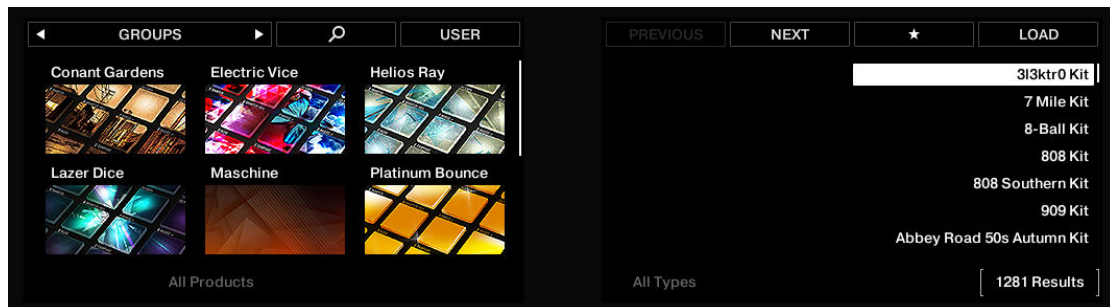 GROUPS
USER
Conant Gardens Electric Vice Helios Ray
Lazer Dice Maschine Platinum Bounce
All Products
PREVIOUS NEXT ★ LOAD
3l3ktr0 Kit
7 Mile Kit
8-Ball Kit
808 Kit
808 Southern Kit
909 Kit
Abbey Road 50s Autumn Kit
All Types
1281 Results